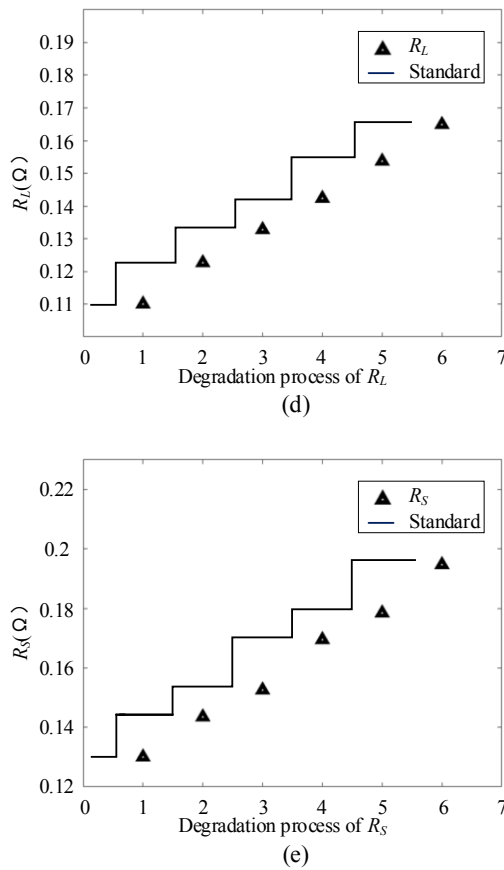 0.19
0.18
0.17
0.16
0.15
0.14
0.13
0.12
0.11
R_L(Ω)
R_L
Standard
0 1 2 3 4 5 6 7
Degradation process of R_L
(d)
0.22
0.2
0.18
0.16
0.14
0.12
R_S(Ω)
R_S
Standard
0 1 2 3 4 5 6 7
Degradation process of R_S
(e)